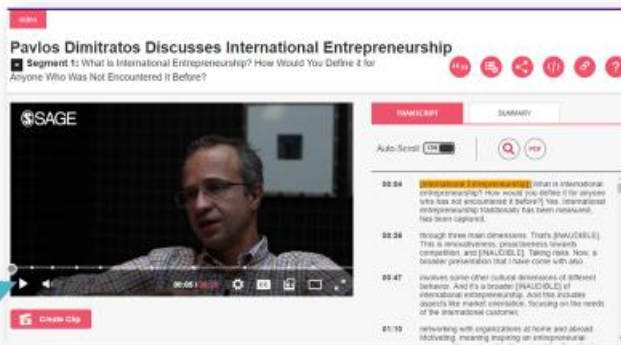 video
Pavlos Dimitratos Discusses International Entrepreneurship
Segment 1: What is International Entrepreneurship? How Would You Define it for
Anyone Who Was Not Encountered it Before?
SAGE
TRANSCRIPT
SUMMARY
Auto-Scroll ON
PDF
00:04 [International Entrepreneurship] [What is international
entrepreneurship? How would you define it for anyone
who has not encountered it before?] Yes. International
entrepreneurship traditionally has been measured,
has been captured,
00:36 through three main dimensions. That's [INAUDIBLE].
This is innovativeness, proactiveness towards
competition, and [INAUDIBLE]. Taking risks. Now, a
broader presentation that I have come with also
00:47 involves some other cultural dimensions of different
behavior. And it's a broader [INAUDIBLE] of
international entrepreneurship. And this includes
aspects like market orientation, focusing on the needs
of the international customer,
01:10 networking with organizations at home and abroad.
Motivating, meaning inspiring an entrepreneurial
00:05
Create Clip